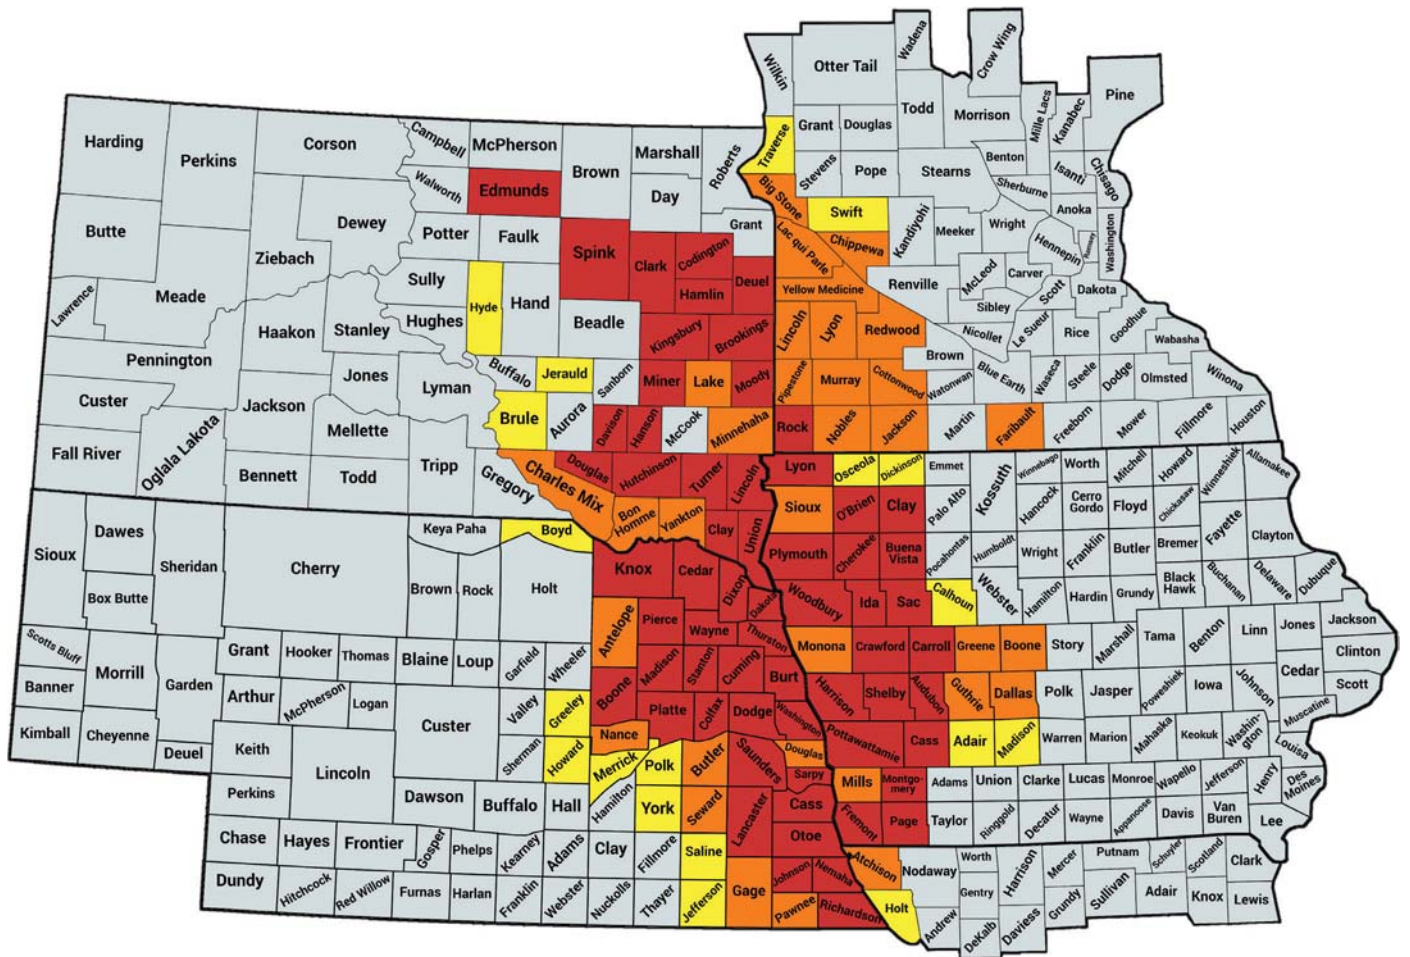 Harding
Perkins
Corson
Campbell
McPherson
Brown
Marshall
Roberts
Walworth
Edmunds
Day
Grant
Butte
Meade
Lawrence
Ziebach
Dewey
Potter
Faulk
Spink
Clark
Codington
Hamlin
Deuel
Sully
Hyde
Hand
Hughes
Beadle
Kingsbury
Brookings
Haakon
Stanley
Pennington
Jones
Lyman
Buffalo
Jerauld
Sanborn
Miner
Lake
Moody
Custer
Jackson
Brule
Aurora
Davison
Hanson
McCook
Minnehaha
Fall River
Oglala Lakota
Mellette
Bennett
Todd
Tripp
Gregory
Charles Mix
Douglas
Hutchinson
Turner
Lincoln
Bon
Homme
Yankton
Clay
Union
Wilkin
Otter Tail
Wadena
Crow Wing
Todd
Morrison
Mille Lacs
Kanabec
Pine
Traverse
Grant
Douglas
Stevens
Pope
Stearns
Benton
Sherburne
Isanti
Chisago
Big Stone
Swift
Kandiyohi
Meeker
Wright
Anoka
Hennepin
Ramsey
Washington
Lac qui Parle
Chippewa
Yellow Medicine
Renville
McLeod
Carver
Scott
Dakota
Sibley
Lincoln
Lyon
Redwood
Nicollet
Le Sueur
Rice
Goodhue
Wabasha
Brown
Pipestone
Murray
Cottonwood
Watonwan
Blue Earth
Waseca
Steele
Dodge
Olmsted
Winona
Rock
Nobles
Jackson
Martin
Faribault
Freeborn
Mower
Fillmore
Houston
Sioux
Dawes
Box Butte
Sheridan
Cherry
Keya Paha
Boyd
Brown
Rock
Holt
Knox
Cedar
Dixon
Dakota
Scotts Bluff
Banner
Kimball
Morrill
Cheyenne
Garden
Deuel
Grant
Hooker
Thomas
Blaine
Loup
Garfield
Wheeler
Antelope
Pierce
Wayne
Thurston
Arthur
McPherson
Logan
Custer
Valley
Greeley
Boone
Madison
Stanton
Cuming
Burt
Keith
Lincoln
Sherman
Howard
Nance
Platte
Colfax
Dodge
Washington
Perkins
Dawson
Buffalo
Hall
Merrick
Hamilton
Polk
Butler
Saunders
Douglas
Sarpy
York
Seward
Lancaster
Cass
Otoe
Chase
Hayes
Frontier
Gosper
Phelps
Kearney
Adams
Clay
Fillmore
Saline
Dundy
Hitchcock
Red Willow
Furnas
Harlan
Franklin
Webster
Nuckolls
Thayer
Jefferson
Gage
Johnson
Nemaha
Pawnee
Richardson
Lyon
Osceola
Dickinson
Emmet
Kossuth
Winnebago
Worth
Mitchell
Howard
Winneshiek
Allamakee
Sioux
O'Brien
Clay
Palo Alto
Hancock
Cerro
Gordo
Floyd
Chickasaw
Plymouth
Cherokee
Buena
Vista
Pocahontas
Humboldt
Wright
Franklin
Butler
Bremer
Fayette
Clayton
Woodbury
Ida
Sac
Calhoun
Webster
Hamilton
Hardin
Grundy
Black
Hawk
Buchanan
Delaware
Dubuque
Monona
Crawford
Carroll
Greene
Boone
Story
Marshall
Tama
Benton
Linn
Jones
Jackson
Clinton
Harrison
Shelby
Audubon
Guthrie
Dallas
Polk
Jasper
Poweshiek
Iowa
Johnson
Cedar
Scott
Muscatine
Pottawattamie
Cass
Adair
Madison
Warren
Marion
Mahaska
Keokuk
Washin-
gton
Louisa
Mills
Montgo-
mery
Adams
Union
Clarke
Lucas
Monroe
Wapello
Jefferson
Henry
Des
Moines
Fremont
Page
Taylor
Ringgold
Decatur
Wayne
Appanoose
Davis
Van
Buren
Lee
Atchison
Holt
Nodaway
Andrew
Worth
Gentry
DeKalb
Harrison
Daviess
Mercer
Grundy
Putnam
Sullivan
Schuyler
Adair
Scotland
Knox
Clark
Lewis